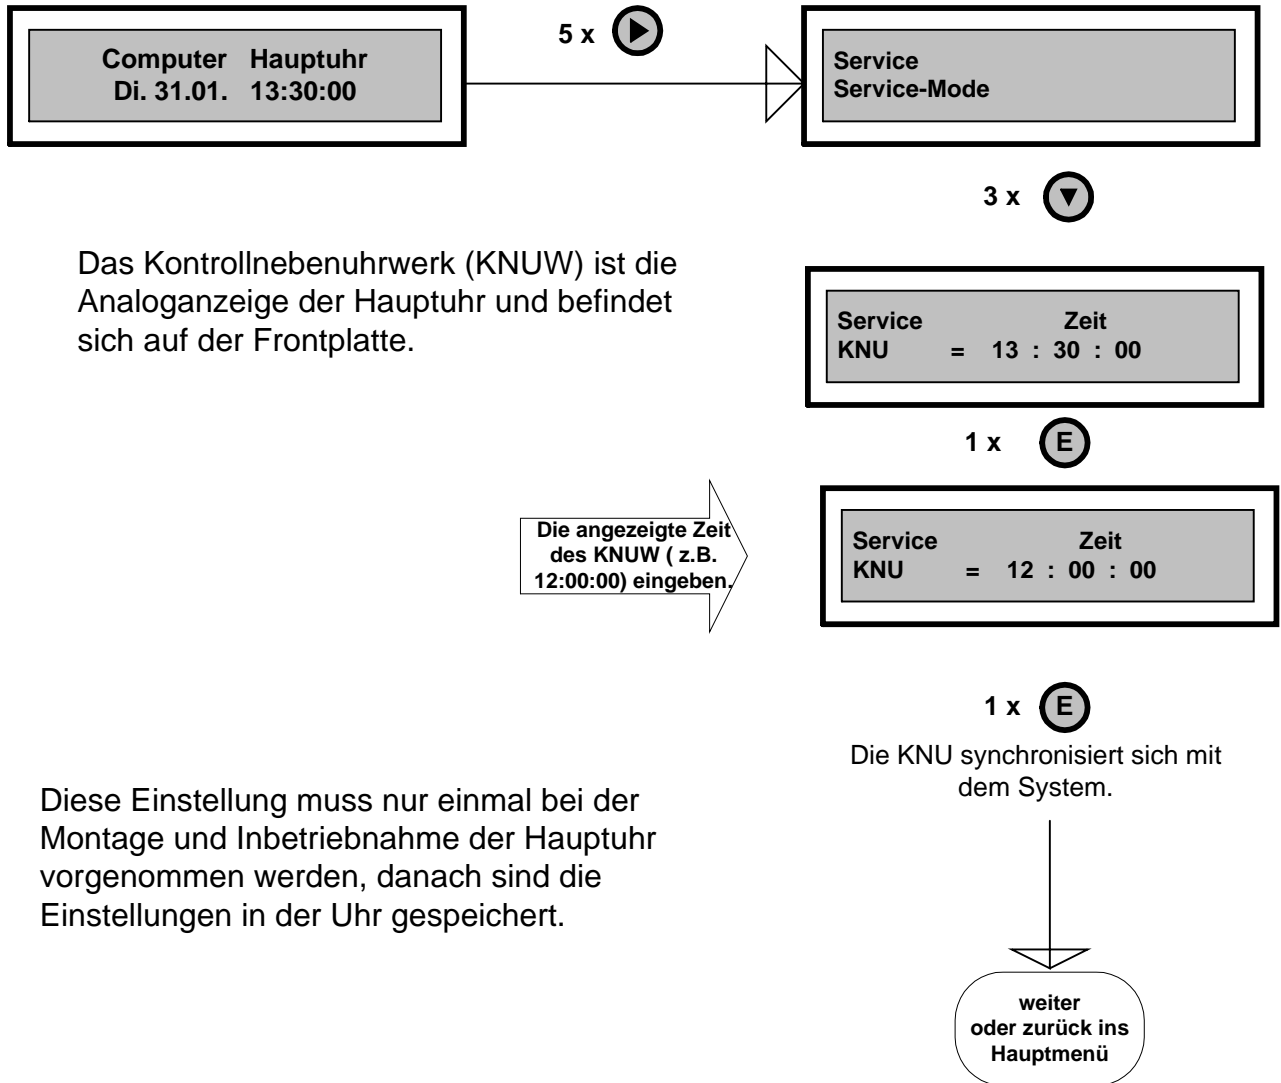 Computer Hauptuhr
Di. 31.01. 13:30:00
5 x
Service
Service-Mode
3 x
Das Kontrollnebenuhrwerk (KNUW) ist die
Analoganzeige der Hauptuhr und befindet
sich auf der Frontplatte.
Service Zeit
KNU = 13 : 30 : 00
1 x E
Die angezeigte Zeit
des KNUW ( z.B.
12:00:00) eingeben.
Service Zeit
KNU = 12 : 00 : 00
1 x E
Die KNU synchronisiert sich mit
dem System.
Diese Einstellung muss nur einmal bei der
Montage und Inbetriebnahme der Hauptuhr
vorgenommen werden, danach sind die
Einstellungen in der Uhr gespeichert.
weiter
oder zurück ins
Hauptmenü